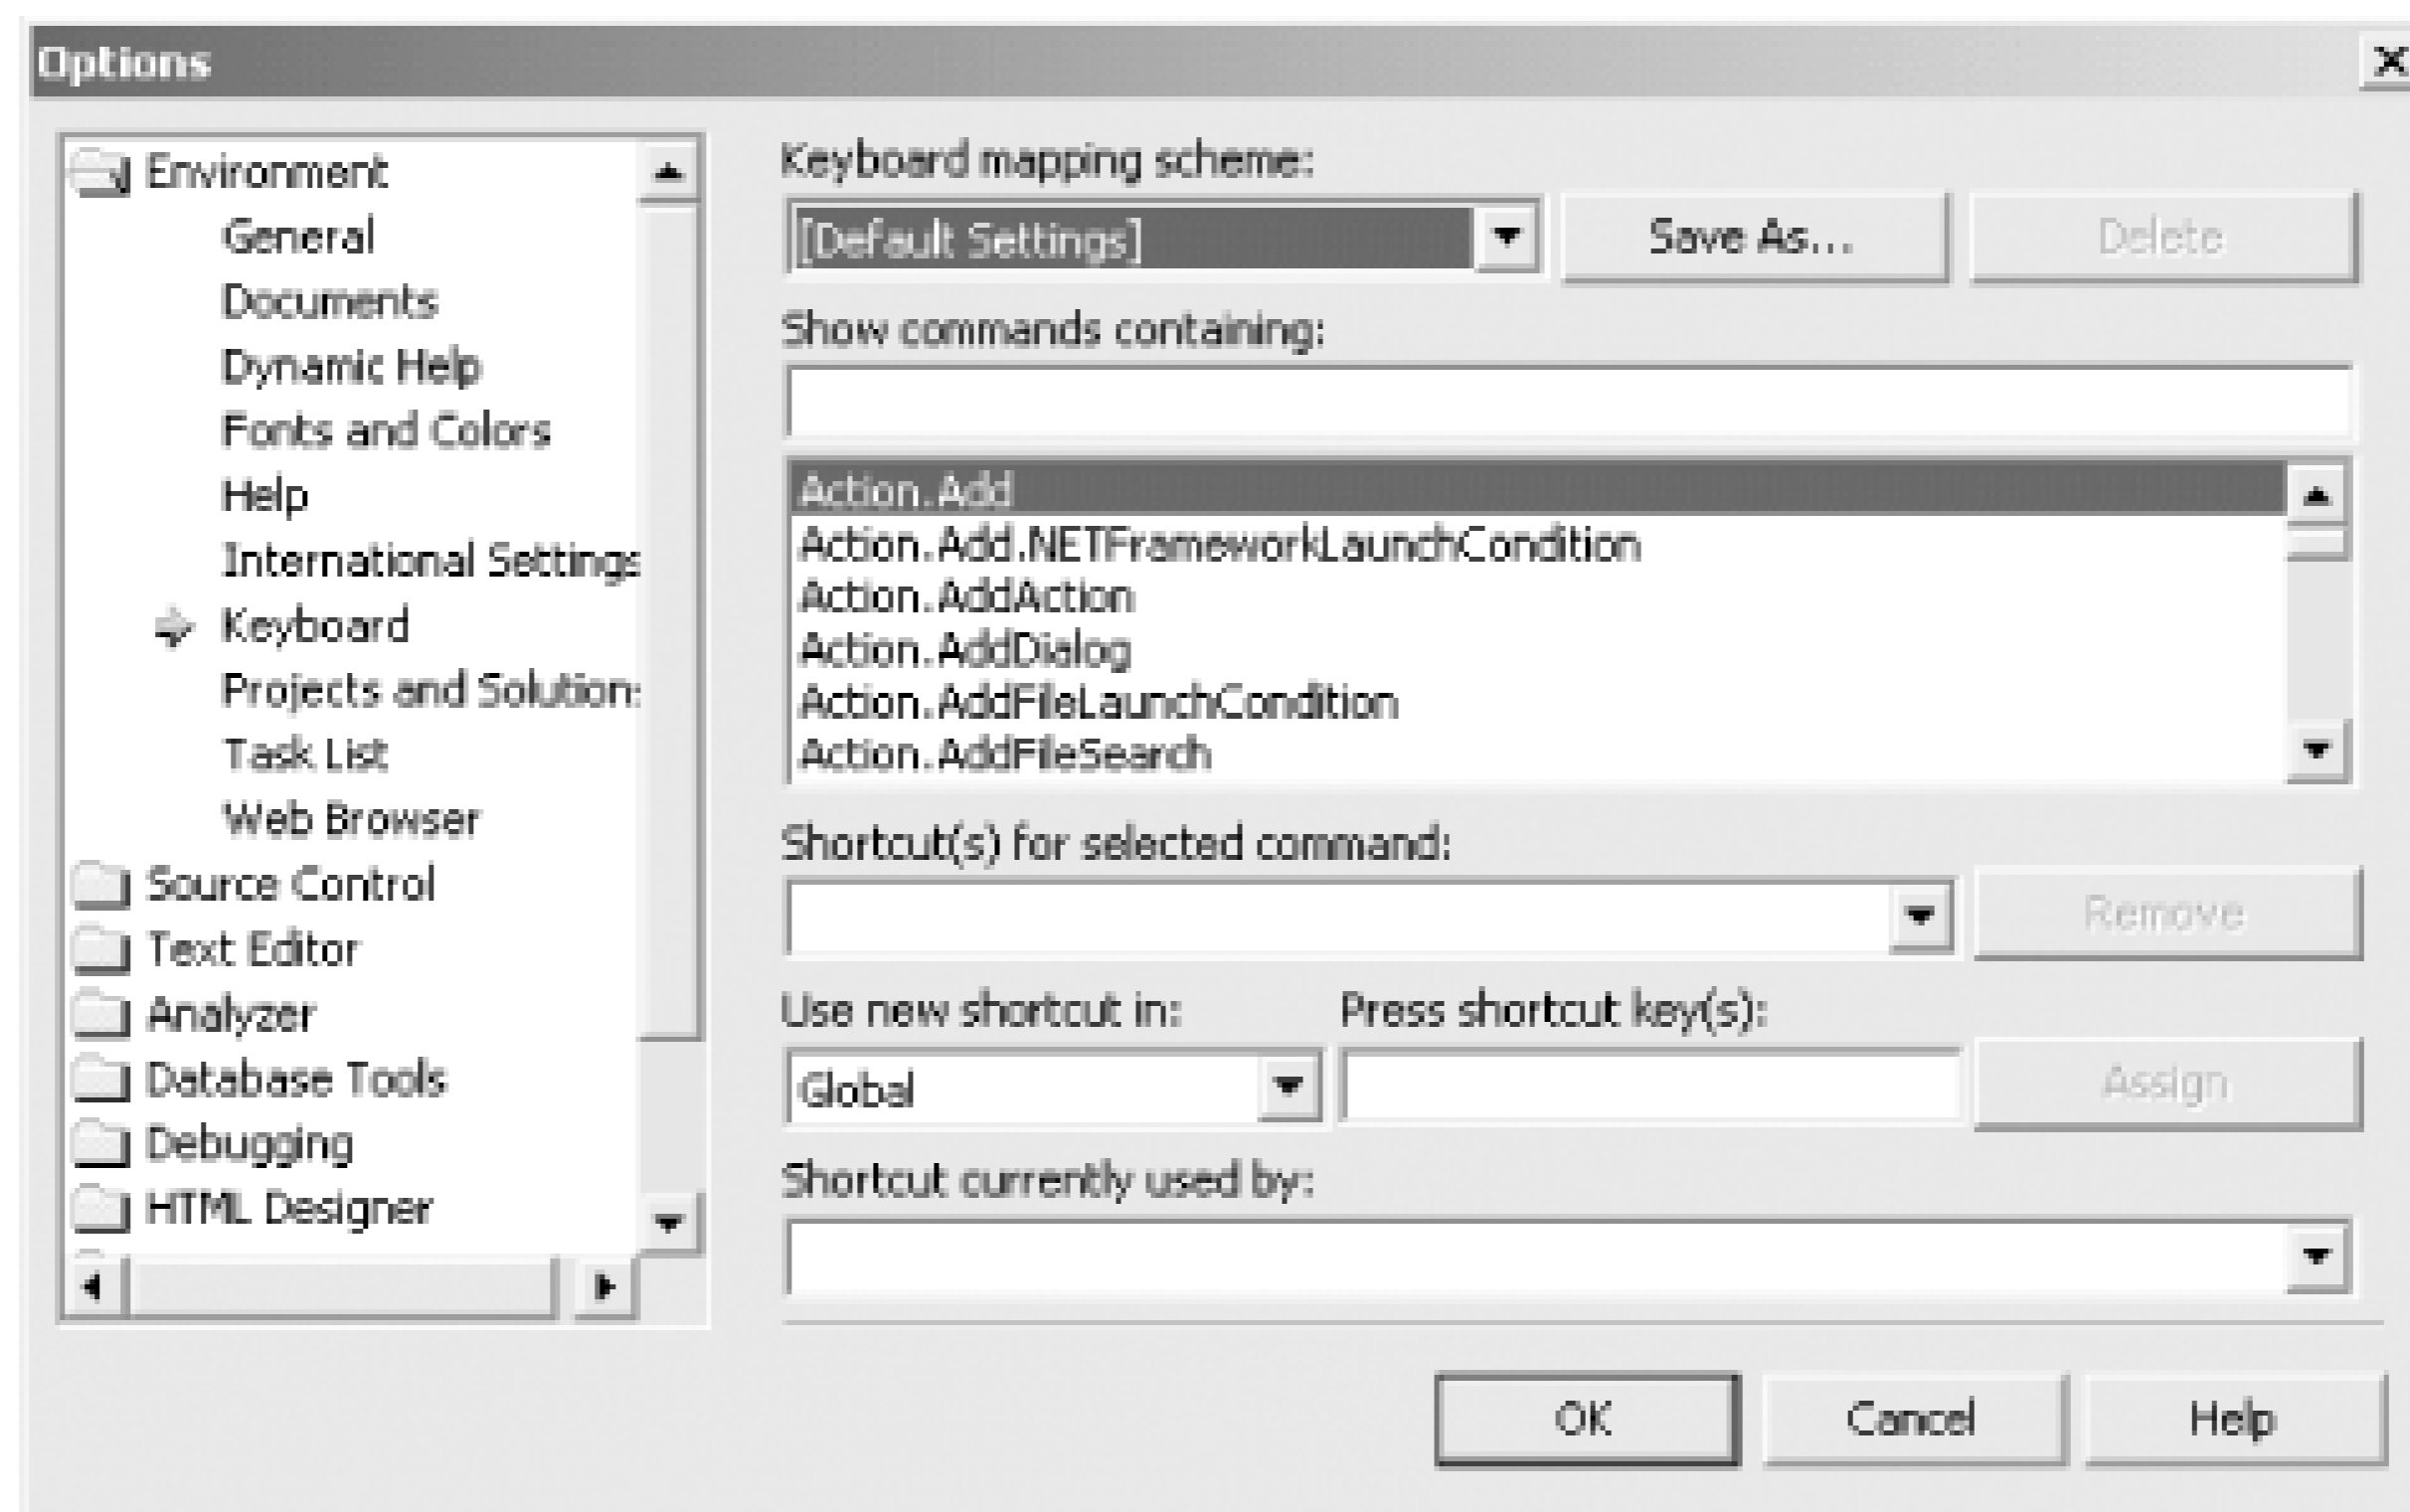 Options
Environment
General
Documents
Dynamic Help
Fonts and Colors
Help
International Settings
Keyboard
Projects and Solution
Task List
Web Browser
Source Control
Text Editor
Analyzer
Database Tools
Debugging
HTML Designer
Keyboard mapping scheme:
[Default Settings]
Save As...
Delete
Show commands containing:
Action.Add
Action.Add.NETFrameworkLaunchCondition
Action.AddAction
Action.AddDialog
Action.AddFileLaunchCondition
Action.AddFileSearch
Shortcut(s) for selected command:
Remove
Use new shortcut in: Press shortcut key(s):
Global
Assign
Shortcut currently used by:
OK Cancel Help